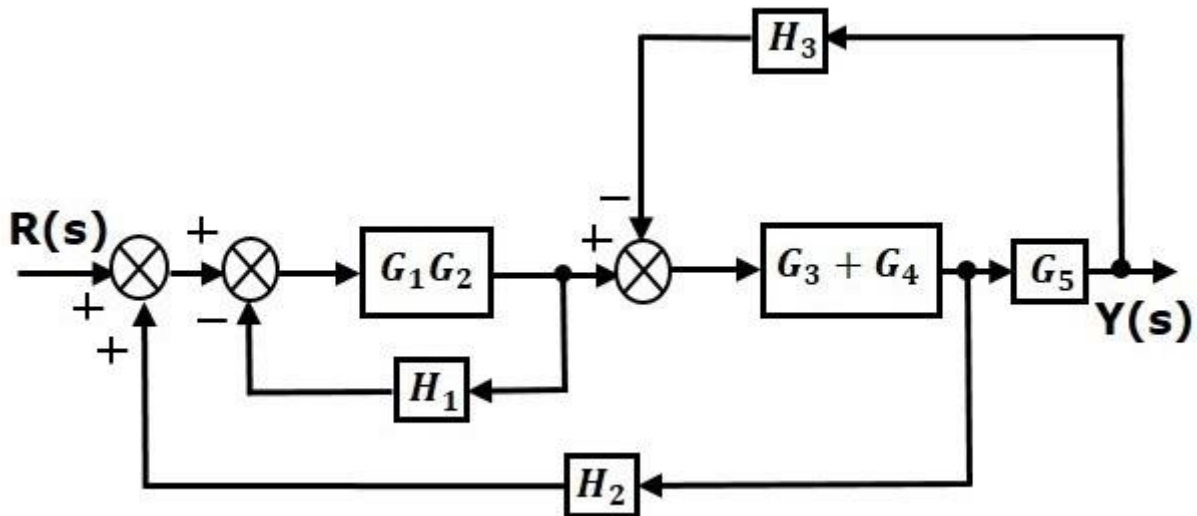 H₃
R(s)
+
+
+
−
G₁G₂
−
+
G₃ + G₄
G₅
Y(s)
H₁
H₂